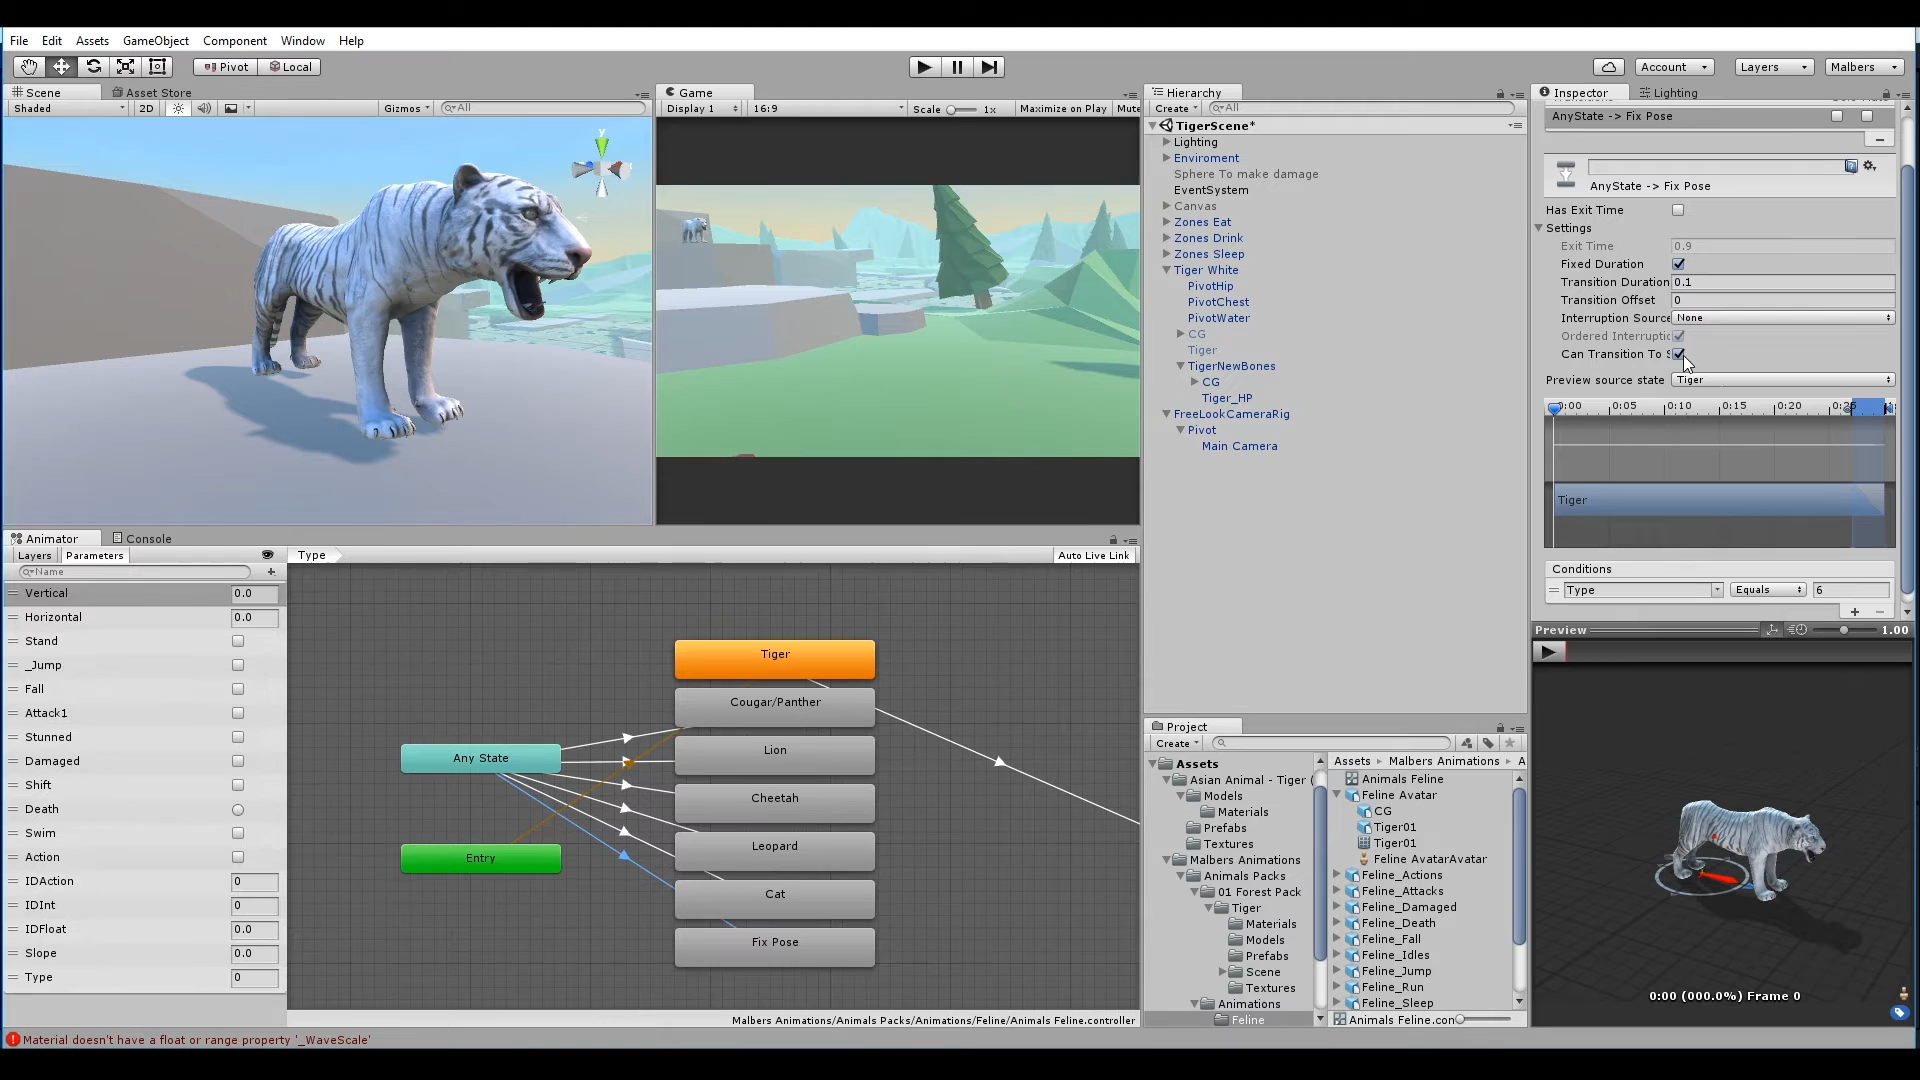 File Edit Assets GameObject Component Window Help
Pivot Local Account Layers Malbers
Scene Asset Store
Shaded 2D Gizmos All
Game
Display 1 16:9 Scale 1x Maximize on Play Mute
Hierarchy
Create All
TigerScene*
Lighting
Enviroment
Sphere To make damage
EventSystem
Canvas
Zones Eat
Zones Drink
Zones Sleep
Tiger White
PivotHip
PivotChest
PivotWater
CG
Tiger
TigerNewBones
CG
Tiger_HP
FreeLookCameraRig
Pivot
Main Camera
Inspector Lighting
AnyState -> Fix Pose
AnyState -> Fix Pose
Has Exit Time
Settings
Exit Time 0.9
Fixed Duration
Transition Duration 0.1
Transition Offset 0
Interruption Source None
Ordered Interruptic
Can Transition To S
Preview source state Tiger
0:00 0:05 0:10 0:15 0:20 0:25
Tiger
Conditions
Type Equals 6
Preview 1.00
0:00 (000.0%) Frame 0
Animator Console
Layers Parameters Type Auto Live Link
Name
Vertical 0.0
Horizontal 0.0
Stand
_Jump
Fall
Attack1
Stunned
Damaged
Shift
Death
Swim
Action
IDAction 0
IDInt 0
IDFloat 0.0
Slope 0.0
Type 0
Any State
Entry
Tiger
Cougar/Panther
Lion
Cheetah
Leopard
Cat
Fix Pose
Malbers Animations/Animals Packs/Animations/Feline/Animals Feline.controller
Project
Create
Assets
Asian Animal - Tiger (
Models
Materials
Prefabs
Textures
Malbers Animations
Animals Packs
01 Forest Pack
Tiger
Materials
Models
Prefabs
Scene
Textures
Animations
Feline
Assets Malbers Animations A
Animals Feline
Feline Avatar
CG
Tiger01
Tiger01
Feline AvatarAvatar
Feline_Actions
Feline_Attacks
Feline_Damaged
Feline_Death
Feline_Fall
Feline_Idles
Feline_Jump
Feline_Run
Feline_Sleep
Animals Feline.con
Material doesn't have a float or range property '_WaveScale'